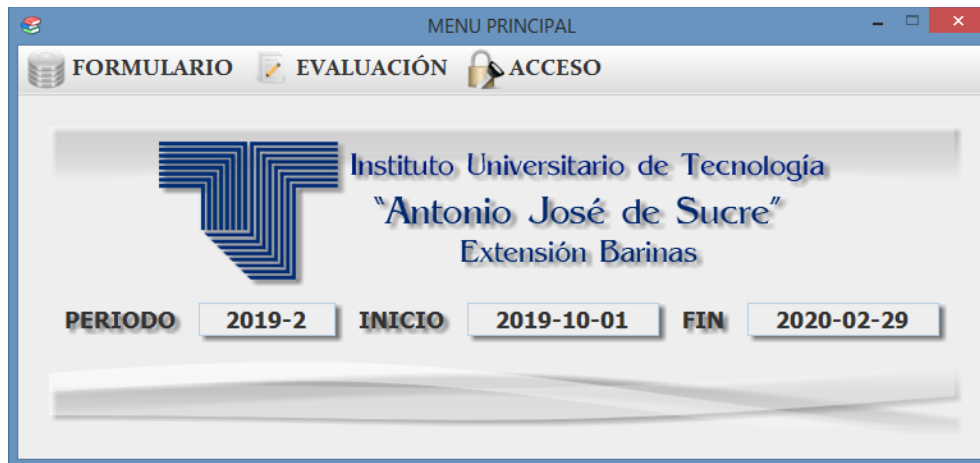 MENU PRINCIPAL
FORMULARIO EVALUACIÓN ACCESO
Instituto Universitario de Tecnología
"Antonio José de Sucre"
Extensión Barinas
PERIODO 2019-2 INICIO 2019-10-01 FIN 2020-02-29